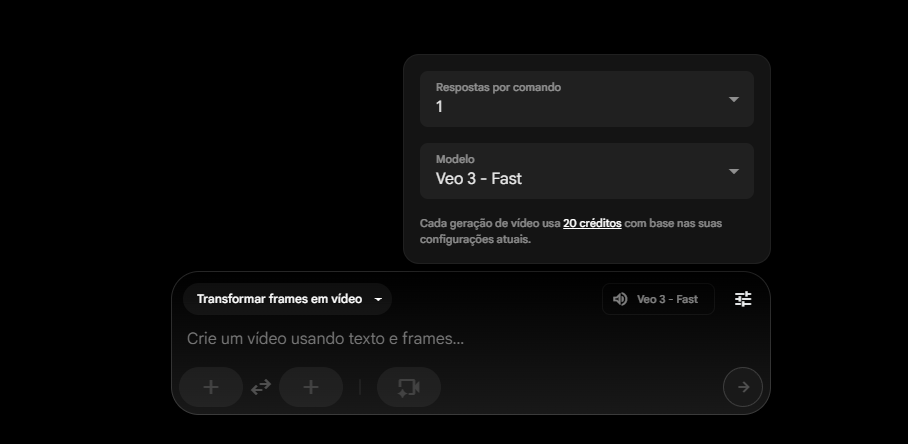 Respostas por comando
1
Modelo
Veo 3 - Fast
Cada geração de vídeo usa 20 créditos com base nas suas
configurações atuais.
Transformar frames em vídeo
Veo 3 - Fast
Crie um vídeo usando texto e frames...